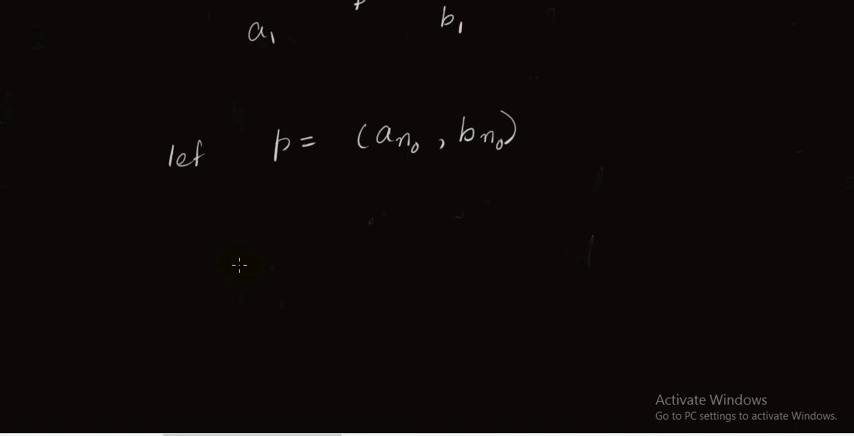 a₁ b₁
let p = (aₙ₀, bₙ₀)
Activate Windows
Go to PC settings to activate Windows.